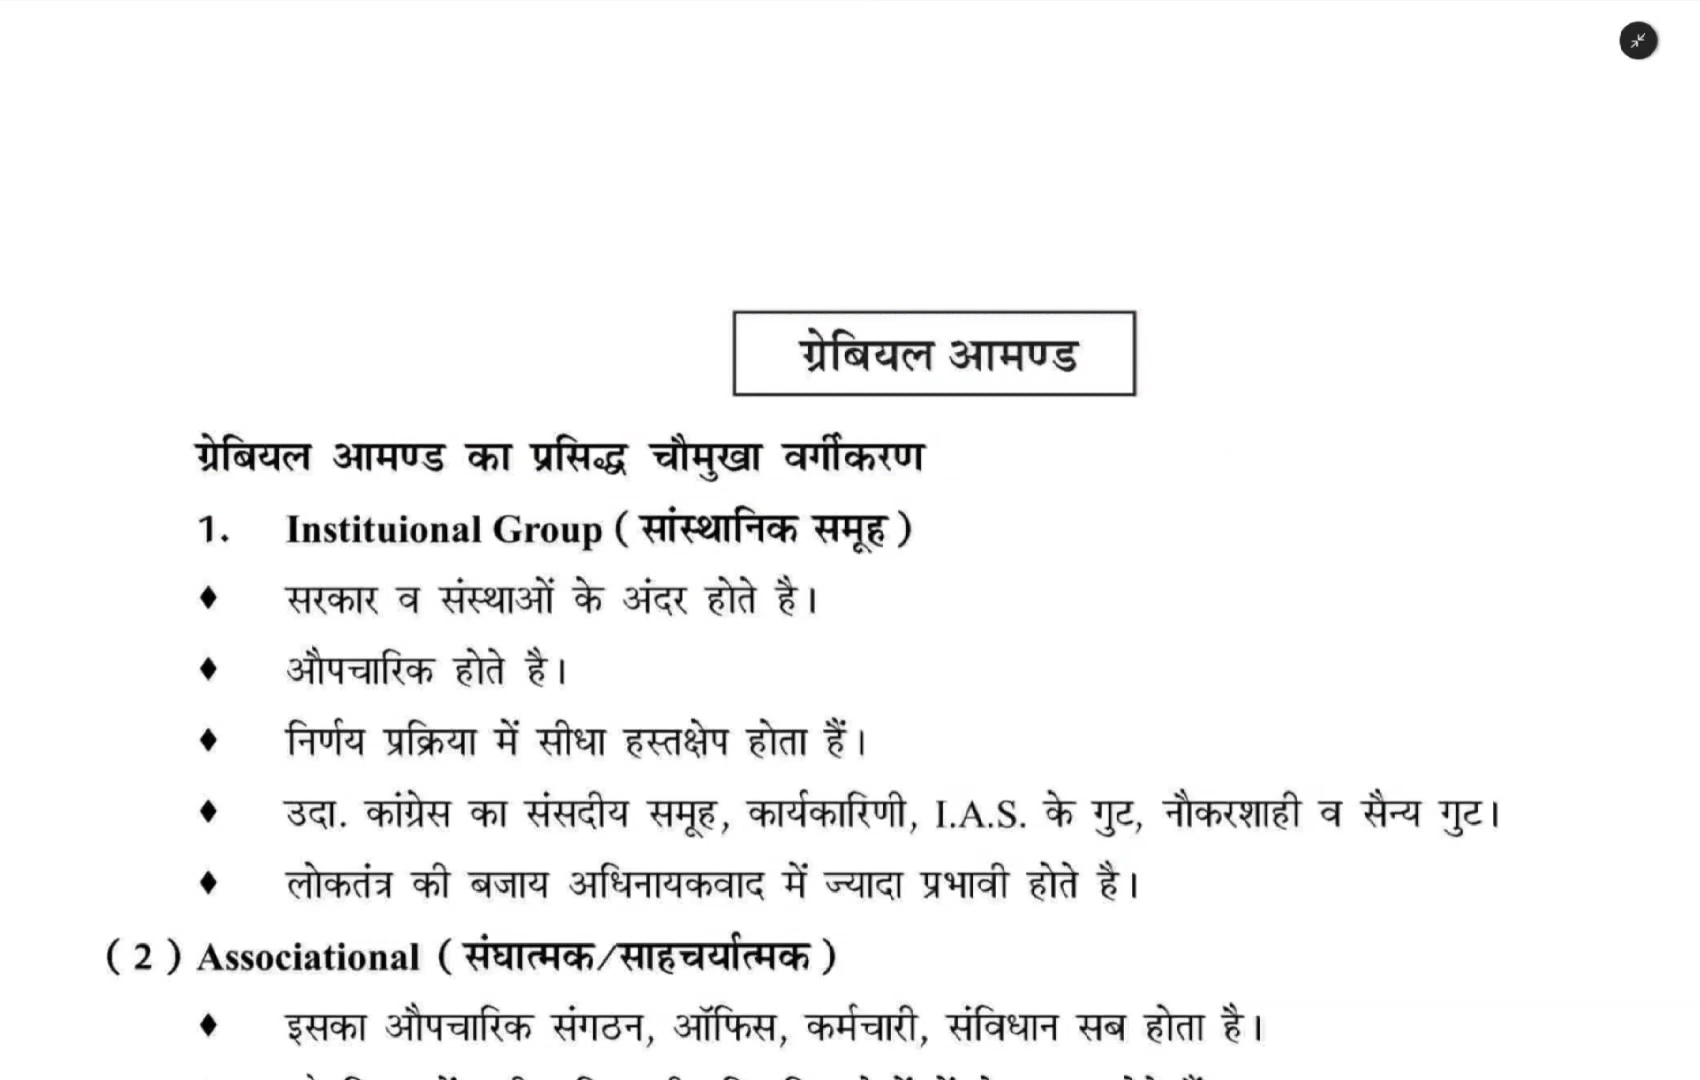 ग्रेबियल आमण्ड
ग्रेबियल आमण्ड का प्रसिद्ध चौमुखा वर्गीकरण
1. Instituional Group ( सांस्थानिक समूह )
♦ सरकार व संस्थाओं के अंदर होते है।
♦ औपचारिक होते है।
♦ निर्णय प्रक्रिया में सीधा हस्तक्षेप होता हैं।
♦ उदा. कांग्रेस का संसदीय समूह, कार्यकारिणी, I.A.S. के गुट, नौकरशाही व सैन्य गुट।
♦ लोकतंत्र की बजाय अधिनायकवाद में ज्यादा प्रभावी होते है।
( 2 ) Associational ( संघात्मक/साहचर्यात्मक )
♦ इसका औपचारिक संगठन, ऑफिस, कर्मचारी, संविधान सब होता है।